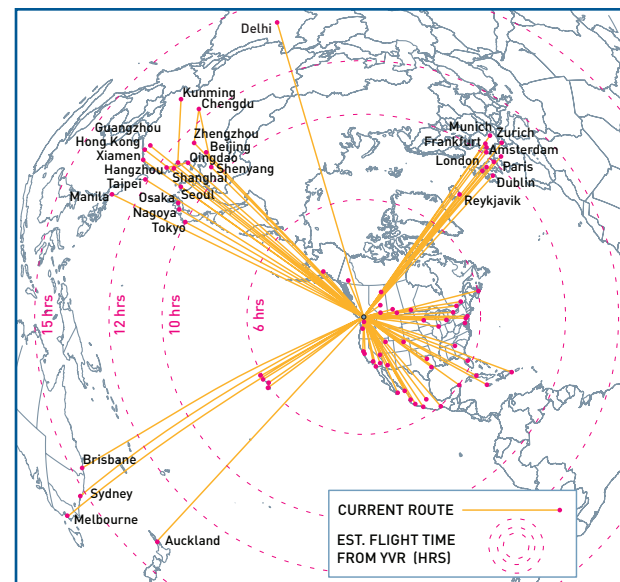 Delhi
Kunming
Chengdu
Guangzhou
Zhengzhou
Hong Kong
Beijing
Xiamen
Qingdao
Hangzhou
Shenyang
Taipei
Shanghai
Manila
Seoul
Osaka
Nagoya
Tokyo
Munich
Zurich
Frankfurt
Amsterdam
London
Paris
Dublin
Reykjavik
15 hrs
12 hrs
10 hrs
6 hrs
Brisbane
Sydney
Melbourne
Auckland
CURRENT ROUTE
EST. FLIGHT TIME
FROM YVR (HRS)